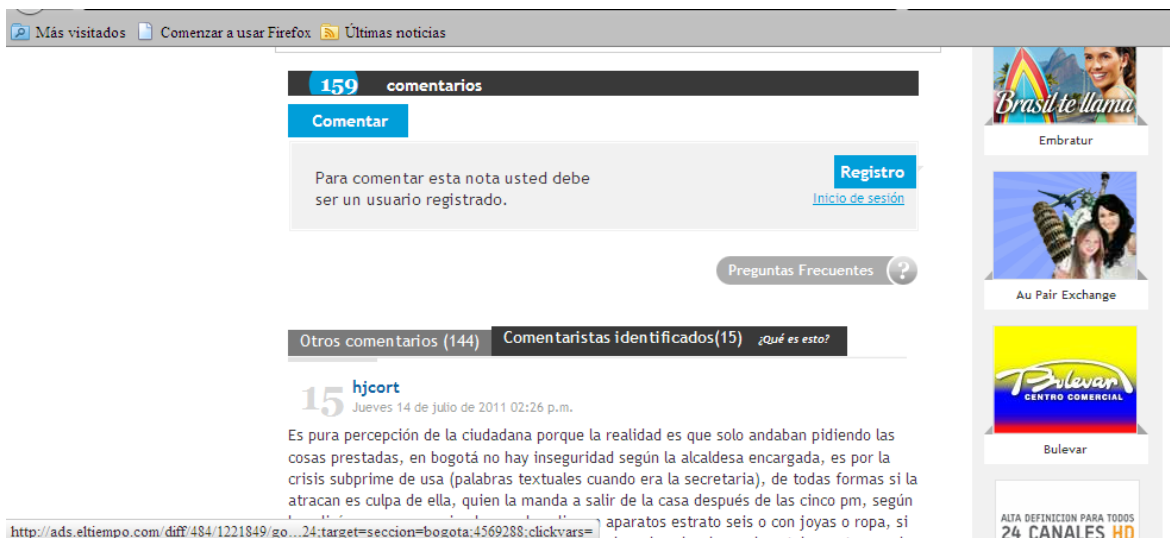 Más visitados Comenzar a usar Firefox Últimas noticias
159 comentarios
Comentar
Para comentar esta nota usted debe
ser un usuario registrado.
Registro
Inicio de sesión
Preguntas Frecuentes ?
Otros comentarios (144) Comentaristas identificados(15) ¿Qué es esto?
15 hjcort
Jueves 14 de julio de 2011 02:26 p.m.
Es pura percepción de la ciudadana porque la realidad es que solo andaban pidiendo las
cosas prestadas, en bogotá no hay inseguridad según la alcaldesa encargada, es por la
crisis subprime de usa (palabras textuales cuando era la secretaria), de todas formas si la
atracan es culpa de ella, quien la manda a salir de la casa después de las cinco pm, según
aparatos estrato seis o con joyas o ropa, si
http://ads.eltiempo.com/diff/484/1221849/go...24;target=seccion=bogota;4569288;clickvars=
Brasil te llama
Embratur
Au Pair Exchange
Bulevar
CENTRO COMERCIAL
Bulevar
ALTA DEFINICION PARA TODOS
24 CANALES HD